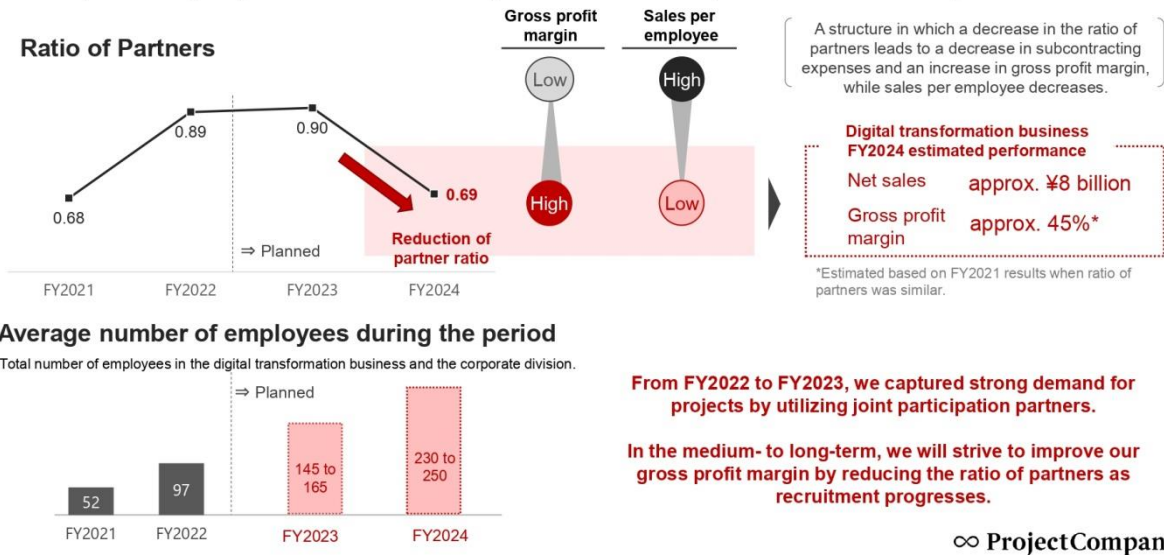 Ratio of Partners
0.68
0.89
0.90
0.69
⇒ Planned
Reduction of
partner ratio
FY2021
FY2022
FY2023
FY2024
Gross profit
margin
Low
High
Sales per
employee
High
Low
A structure in which a decrease in the ratio of
partners leads to a decrease in subcontracting
expenses and an increase in gross profit margin,
while sales per employee decreases.
Digital transformation business
FY2024 estimated performance
Net sales approx. ¥8 billion
Gross profit
margin approx. 45%*
*Estimated based on FY2021 results when ratio of
partners was similar.
Average number of employees during the period
Total number of employees in the digital transformation business and the corporate division.
⇒ Planned
52
97
145 to
165
230 to
250
FY2021
FY2022
FY2023
FY2024
From FY2022 to FY2023, we captured strong demand for
projects by utilizing joint participation partners.
In the medium- to long-term, we will strive to improve our
gross profit margin by reducing the ratio of partners as
recruitment progresses.
ProjectCompan